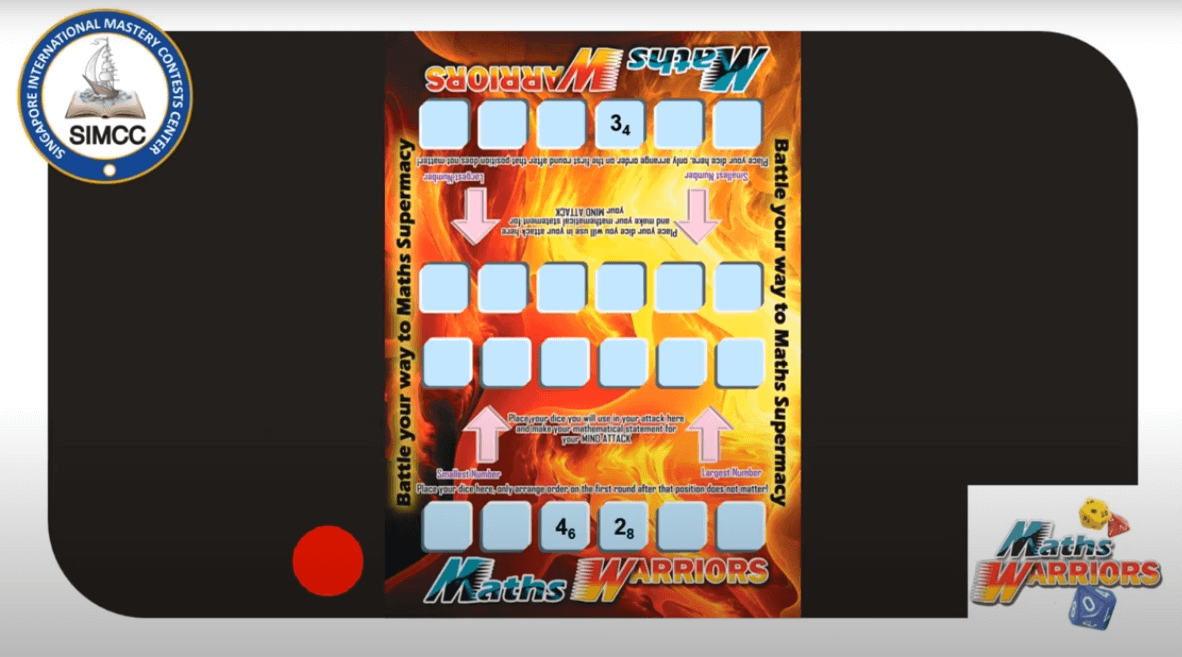 SINGAPORE INTERNATIONAL MASTERY CONTESTS CENTER
SIMCC
Maths WARRIORS
3₄
Place your dice here, only arrange order on the first round after that position does not matter!
Largest Number
Smallest Number
Place your dice you will use in your attack here
and make your mathematical statement for
your MIND ATTACK
Battle your way to Maths Supermacy
Battle your way to Maths Supermacy
Place your dice you will use in your attack here
and make your mathematical statement for
your MIND ATTACK
Smallest Number
Largest Number
Place your dice here, only arrange order on the first round after that position does not matter!
4₆ 2₈
Maths WARRIORS
Maths
WARRIORS